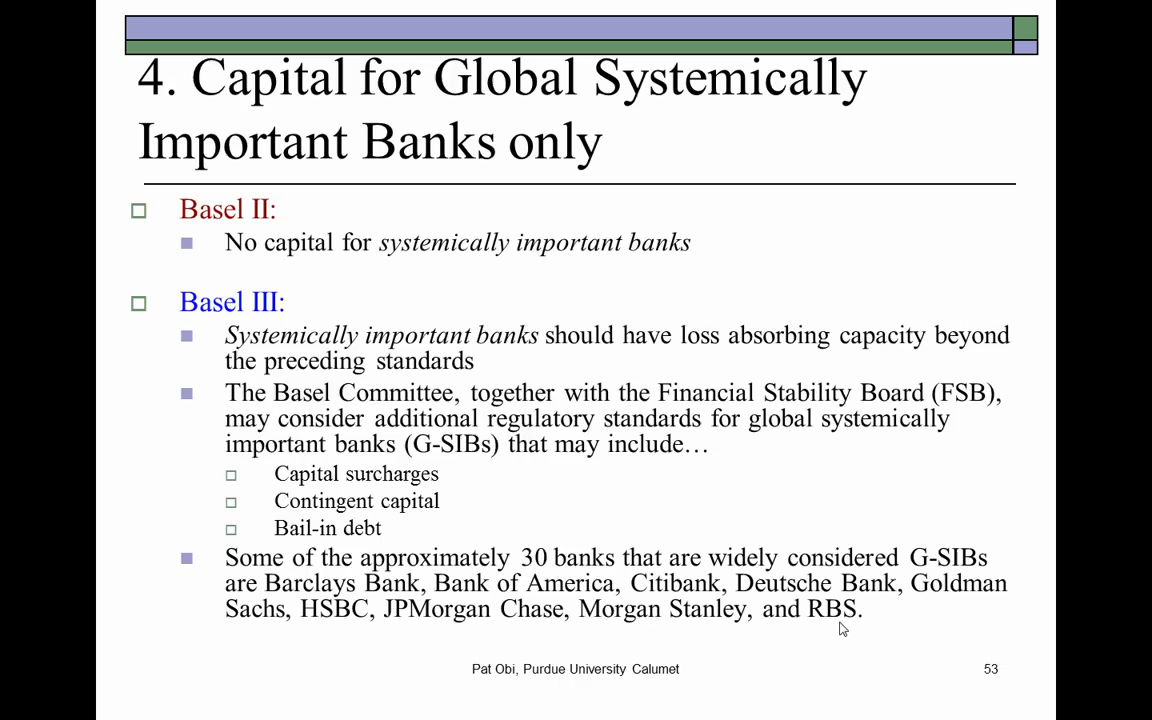 4. Capital for Global Systemically
Important Banks only
Basel II:
No capital for systemically important banks
Basel III:
Systemically important banks should have loss absorbing capacity beyond
the preceding standards
The Basel Committee, together with the Financial Stability Board (FSB),
may consider additional regulatory standards for global systemically
important banks (G-SIBs) that may include…
Capital surcharges
Contingent capital
Bail-in debt
Some of the approximately 30 banks that are widely considered G-SIBs
are Barclays Bank, Bank of America, Citibank, Deutsche Bank, Goldman
Sachs, HSBC, JPMorgan Chase, Morgan Stanley, and RBS.
Pat Obi, Purdue University Calumet
53